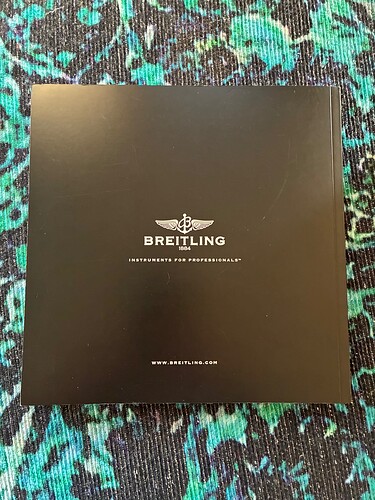 BREITLING
1884
INSTRUMENTS FOR PROFESSIONALS™
WWW.BREITLING.COM